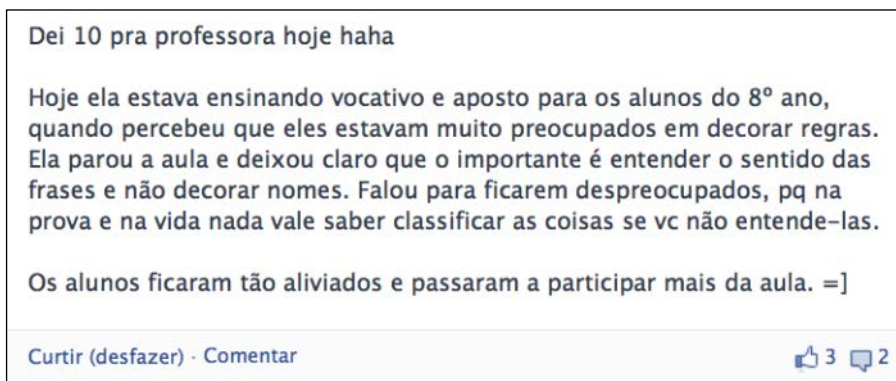 Dei 10 pra professora hoje haha
Hoje ela estava ensinando vocativo e aposto para os alunos do 8º ano,
quando percebeu que eles estavam muito preocupados em decorar regras.
Ela parou a aula e deixou claro que o importante é entender o sentido das
frases e não decorar nomes. Falou para ficarem despreocupados, pq na
prova e na vida nada vale saber classificar as coisas se vc não entende-las.
Os alunos ficaram tão aliviados e passaram a participar mais da aula. =]
Curtir (desfazer) · Comentar 3 2